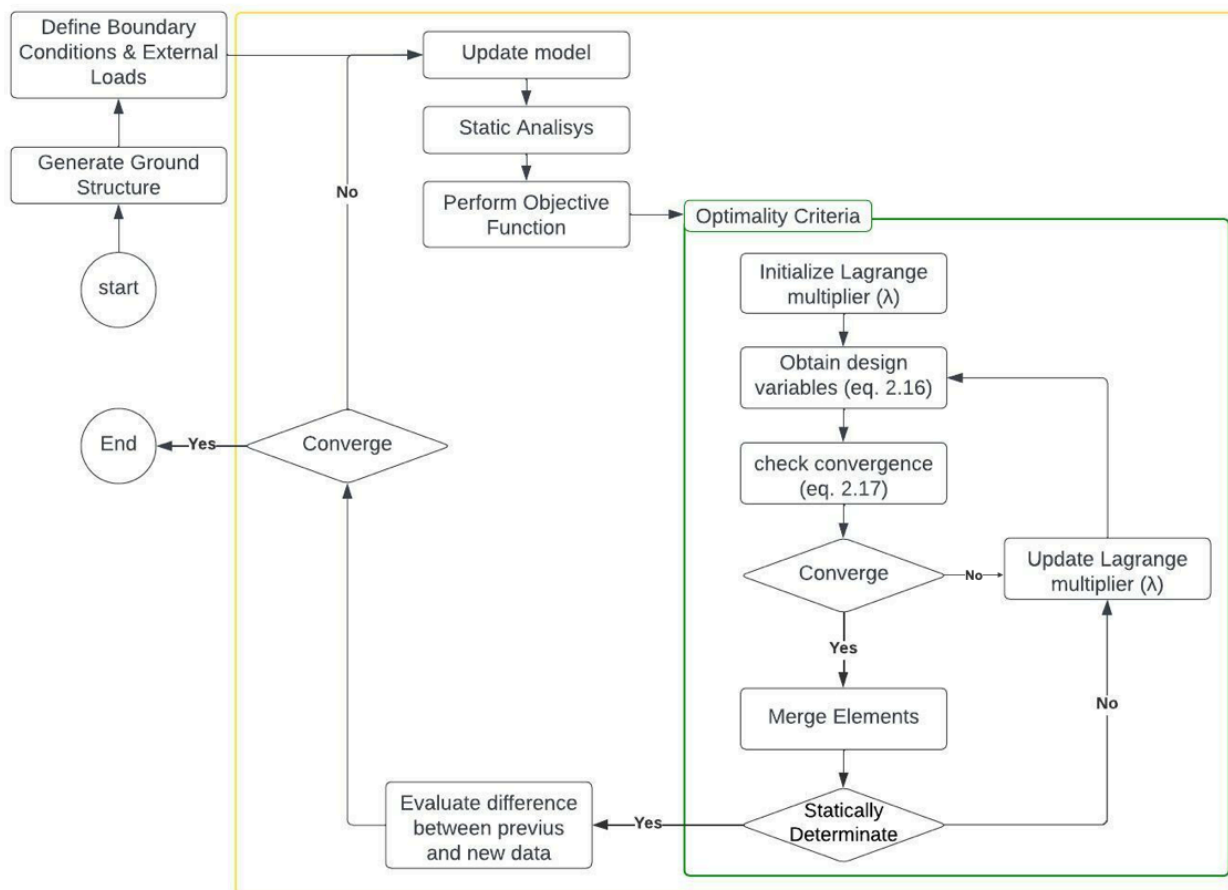 start
Generate Ground
Structure
Define Boundary
Conditions & External
Loads
Update model
Static Analisys
Perform Objective
Function
Optimality Criteria
Initialize Lagrange
multiplier (λ)
Obtain design
variables (eq. 2.16)
check convergence
(eq. 2.17)
Converge
No
Update Lagrange
multiplier (λ)
Yes
Merge Elements
Statically
Determinate
No
Yes
Evaluate difference
between previus
and new data
Converge
No
Yes
End